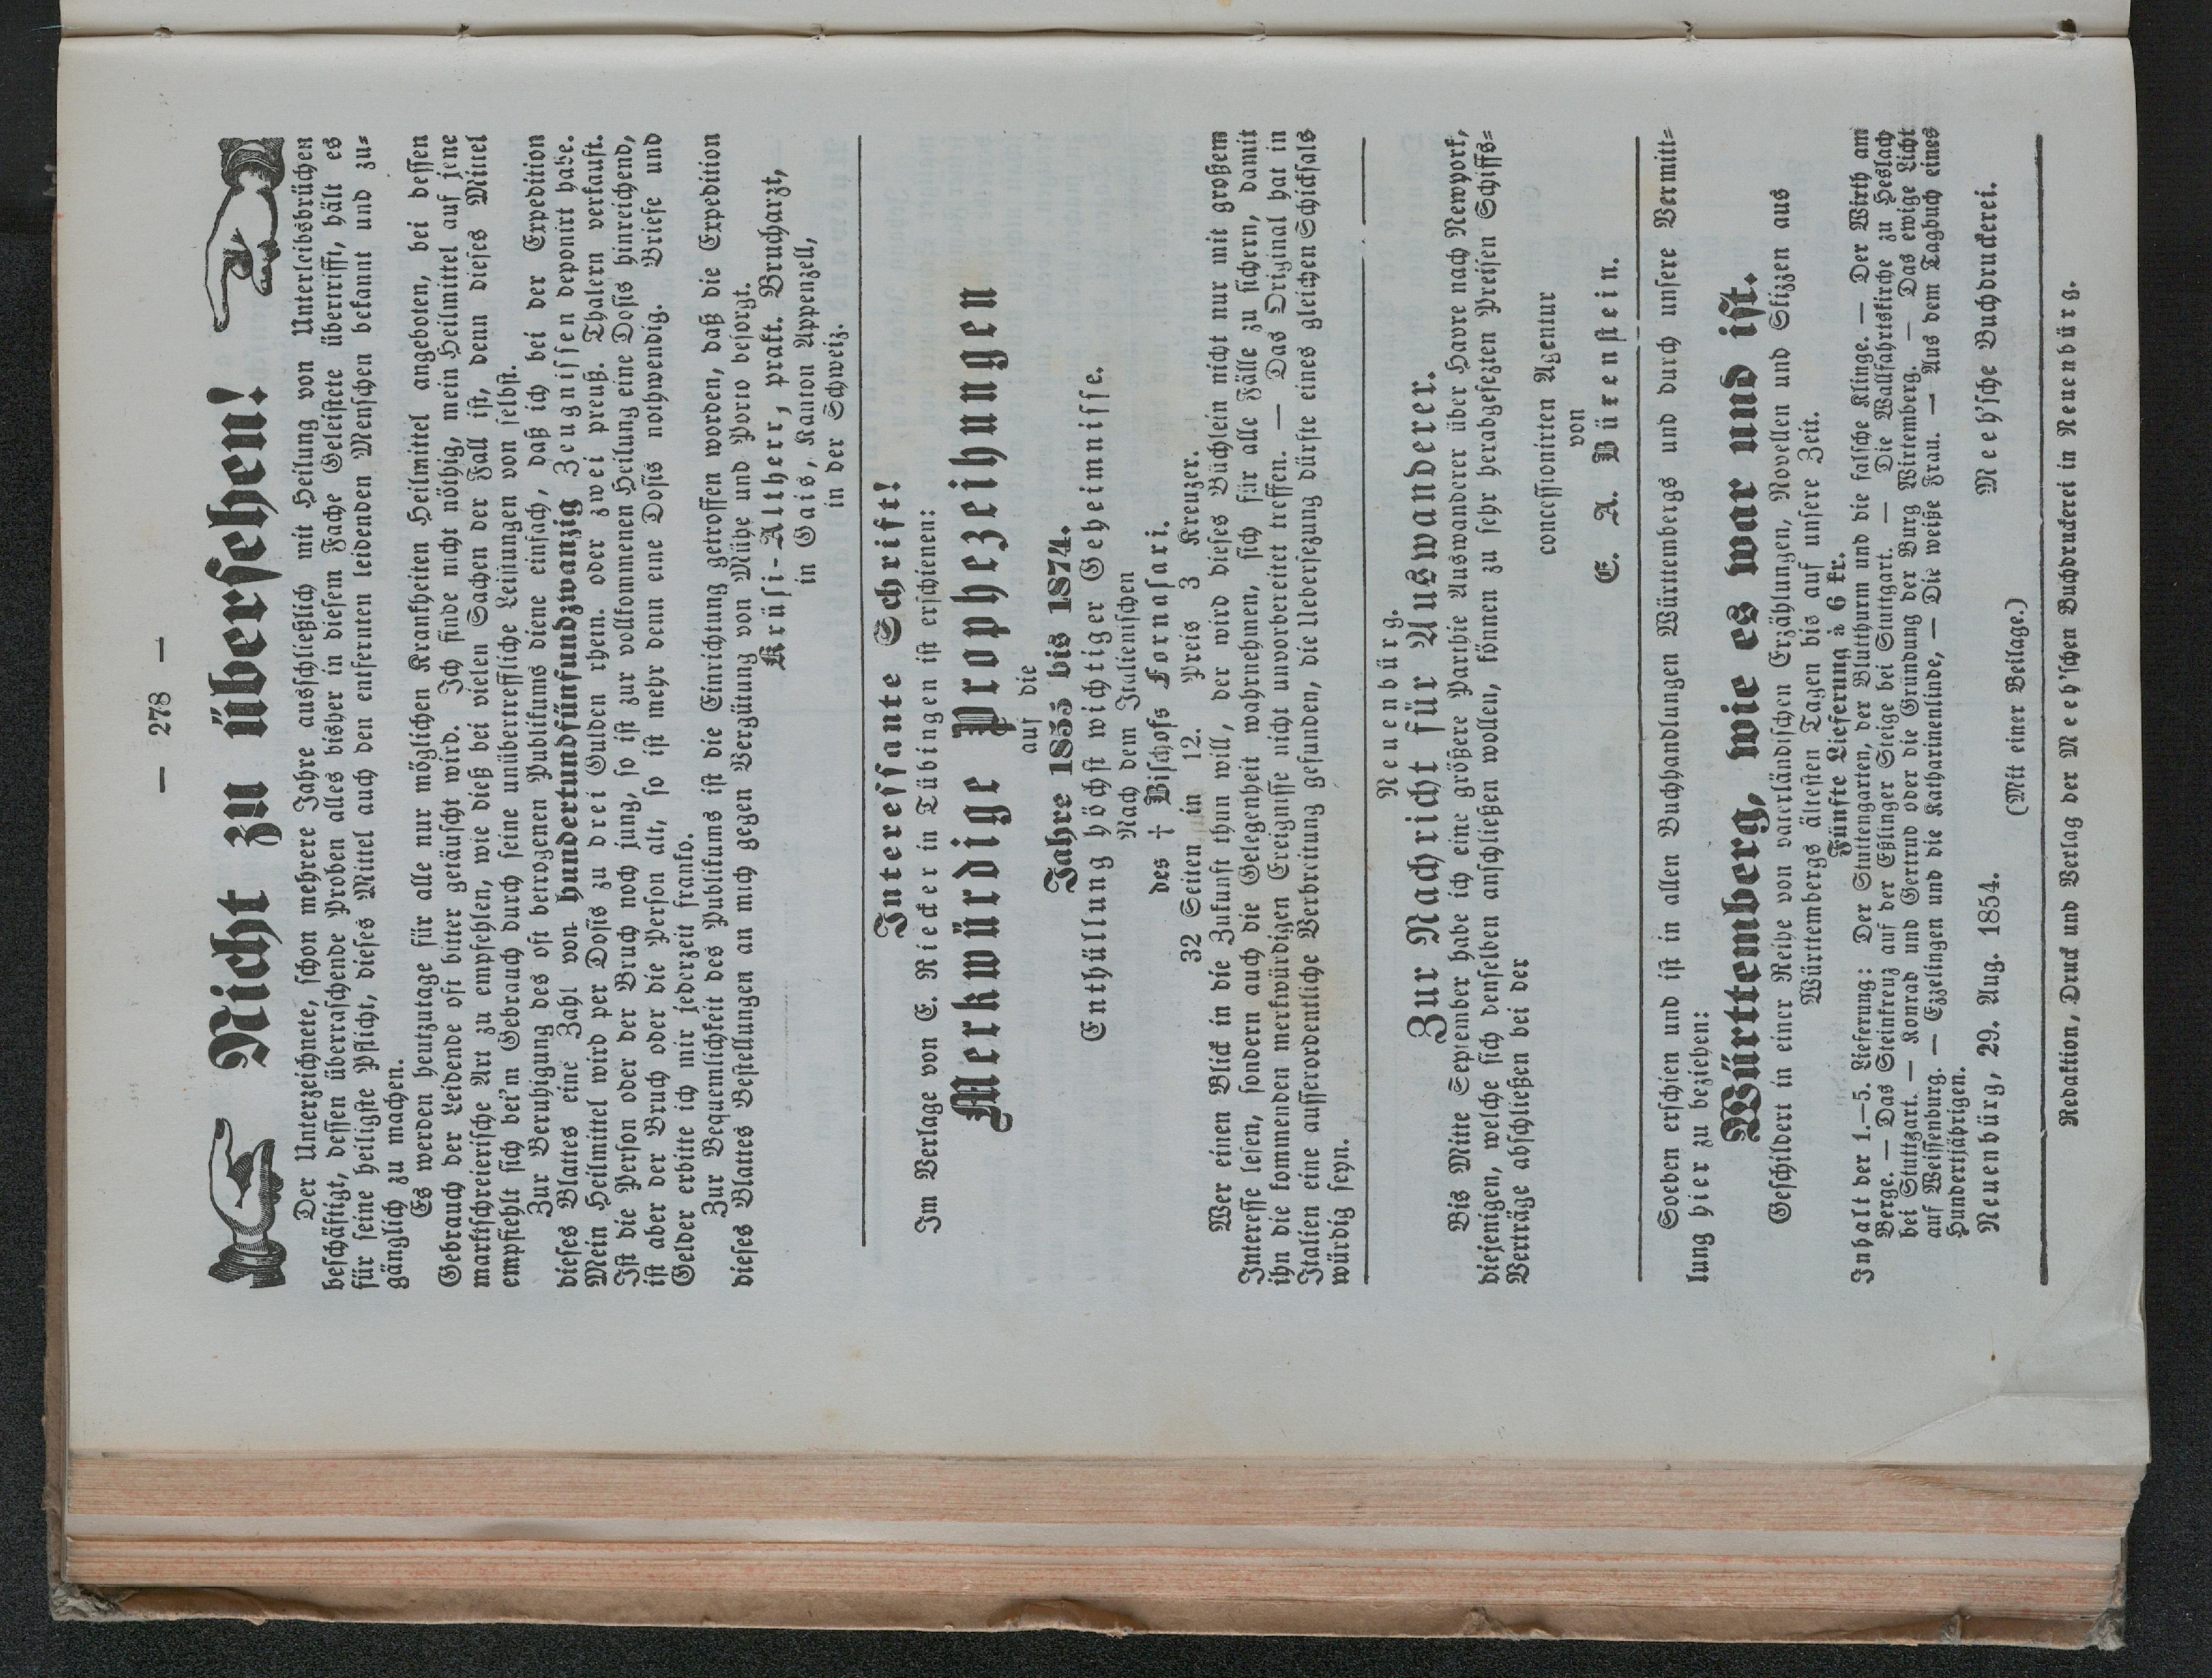 — 278 —
Nicht zu übersehen!
Der Unterzeichnete, schon mehrere Jahre ausschließlich mit Heilung von Unterleibsbrüchen
beschäftigt, dessen überraschende Proben alles bisher in diesem Fache Geleistete übertrifft, hält es
für seine heiligste Pflicht, dieses Mittel auch den entfernten leidenden Menschen bekannt und zu-
gänglich zu machen.
Es werden heutzutage für alle nur möglichen Krankheiten Heilmittel angeboten, bei dessen
Gebrauch der Leidende oft bitter getäuscht wird. Ich finde nicht nöthig, mein Heilmittel auf jene
marktschreierische Art zu empfehlen, wie dieß bei vielen Sachen der Fall ist, denn dieses Mittel
empfiehlt sich bei'm Gebrauch durch seine unübertreffliche Leistungen von selbst.
Zur Beruhigung des oft betrogenen Publikums diene einfach, daß ich bei der Expedition
dieses Blattes eine Zahl von hundertundfünfundzwanzig Zeugnissen deponirt habe.
Mein Heilmittel wird per Dosis zu drei Gulden rhein. oder zwei preuß. Thalern verkauft.
Ist die Person oder der Bruch noch jung, so ist zur vollkommenen Heilung eine Dosis hinreichend,
ist aber der Bruch oder die Person alt, so ist mehr denn eine Dosis nothwendig. Briefe und
Gelder erbitte ich mir jederzeit franko.
Zur Bequemlichkeit des Publikums ist die Einrichtung getroffen worden, daß die Expedition
dieses Blattes Bestellungen an mich gegen Vergütung von Mühe und Porto besorgt.
Krüsi-Altherr, prakt. Brucharzt,
in Gais, Kanton Appenzell,
in der Schweiz.
Interessante Schrift!
Im Verlage von E. Riecker in Tübingen ist erschienen:
Merkwürdige Prophezeihungen
auf die
Jahre 1855 bis 1874.
Enthüllung höchst wichtiger Geheimnisse.
Nach dem Italienischen
des † Bischofs Fornasari.
32 Seiten in 12. Preis 3 Kreuzer.
Wer einen Blick in die Zukunft thun will, der wird dieses Büchlein nicht nur mit großem
Interesse lesen, sondern auch die Gelegenheit wahrnehmen, sich für alle Fälle zu sichern, damit
ihn die kommenden merkwürdigen Ereignisse nicht unvorbereitet treffen. — Das Original hat in
Italien eine ausserordentliche Verbreitung gefunden, die Uebersezung dürfte eines gleichen Schicksals
würdig seyn.
Neuenbürg.
Zur Nachricht für Auswanderer.
Bis Mitte September habe ich eine größere Parthie Auswanderer über Havre nach Newyork,
diejenigen, welche sich denselben anschließen wollen, können zu sehr herabgesezten Preisen Schiffs-
Verträge abschließen bei der
concessionirten Agentur
von
E. A. Bürenstein.
Soeben erschien und ist in allen Buchhandlungen Württembergs und durch unsere Vermitt-
lung hier zu beziehen:
Württemberg, wie es war und ist.
Geschildert in einer Reihe von vaterländischen Erzählungen, Novellen und Skizzen aus
Württembergs ältesten Tagen bis auf unsere Zeit.
Fünfte Lieferung à 6 kr.
Inhalt der 1.—5. Lieferung: Der Stuttengarten, der Blutthurm und die falsche Klinge. — Der Wirth am
Berge. — Das Steinkreuz auf der Eßlinger Steige bei Stuttgart. — Die Wallfahrtskirche zu Heslach
bei Stuttgart. — Konrad und Gertrud oder die Gründung der Burg Wirtemberg. — Das ewige Licht
auf Weissenburg. — Ezzelingen und die Katharinenlinde, — Die weiße Frau. — Aus dem Tagbuch eines
Hundertjährigen.
Neuenbürg, 29. Aug. 1854. Meeh'sche Buchdruckerei.
(Mit einer Beilage.)
Redaktion, Druck und Verlag der Meeh'schen Buchdruckerei in Neuenbürg.